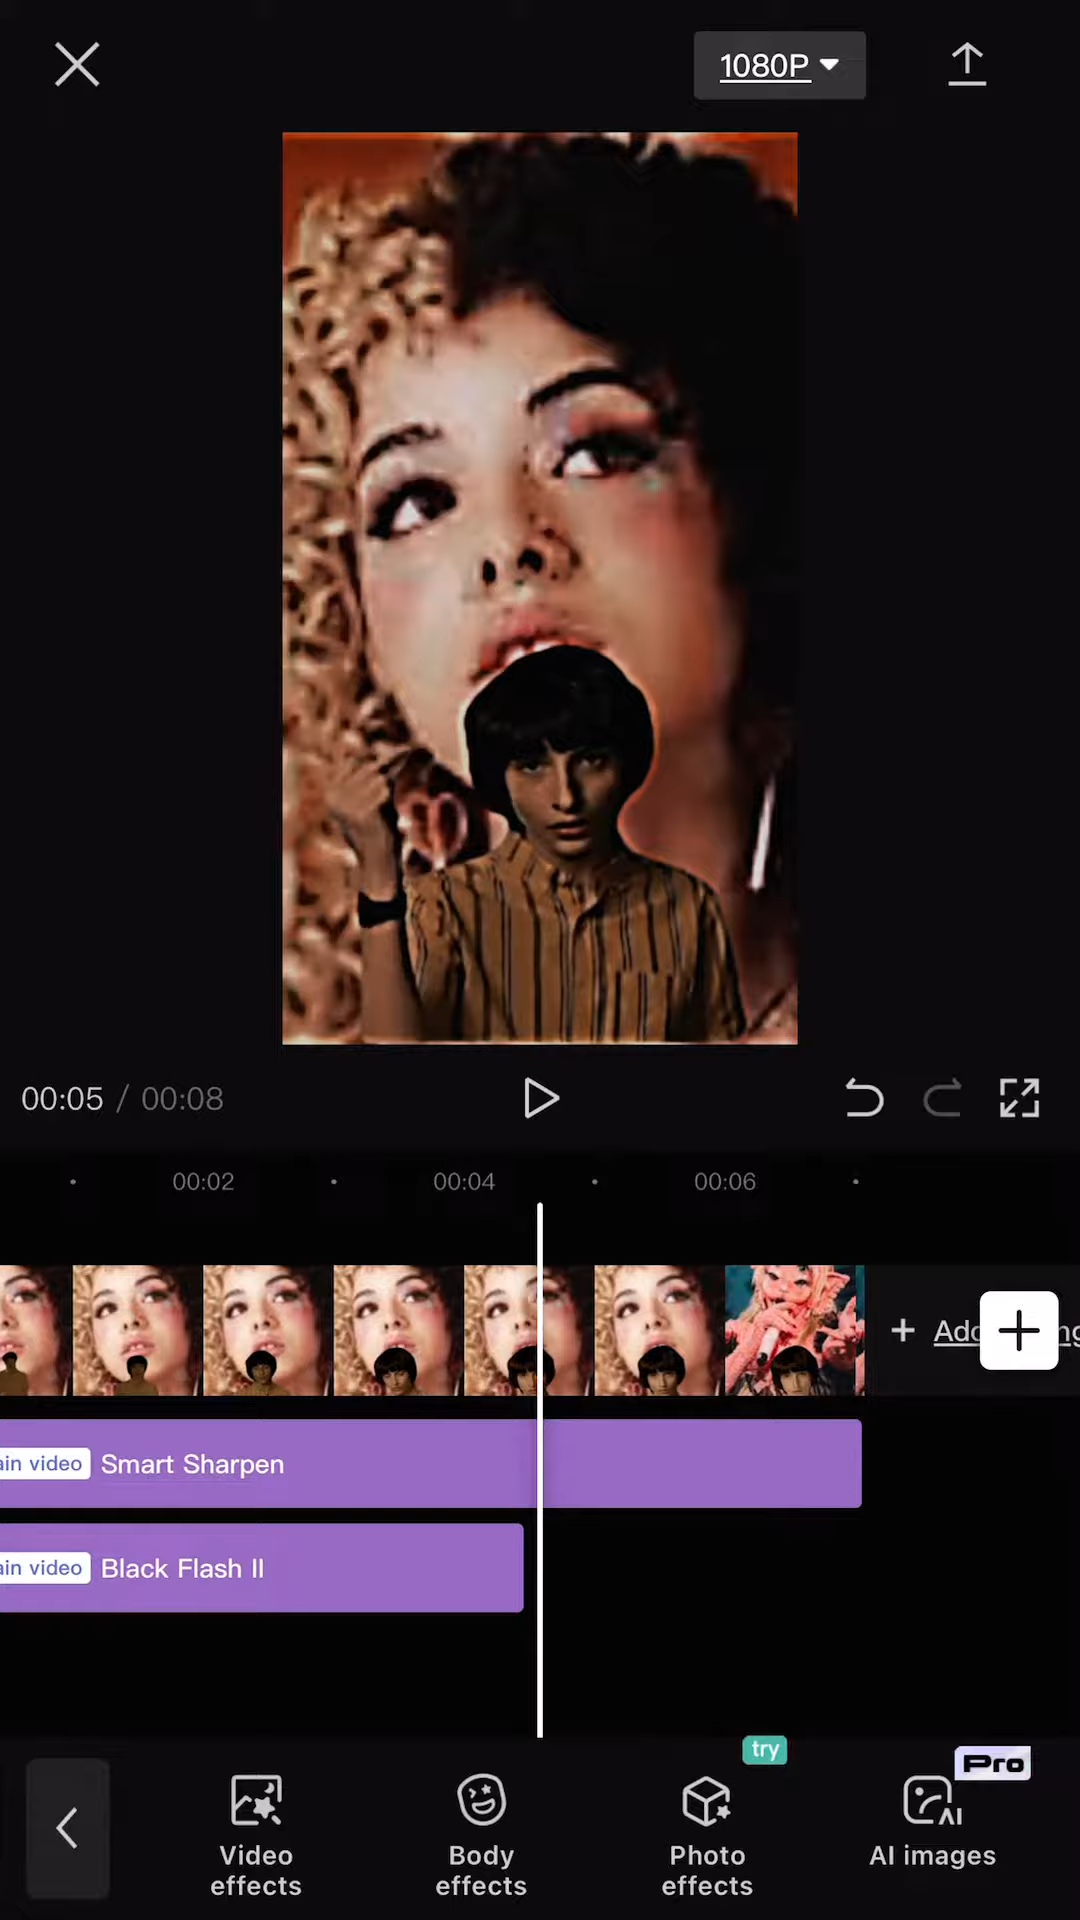 1080P
00:05 / 00:08
00:02
00:04
00:06
+ Add
ain video Smart Sharpen
ain video Black Flash II
try
Pro
Video effects
Body effects
Photo effects
AI images